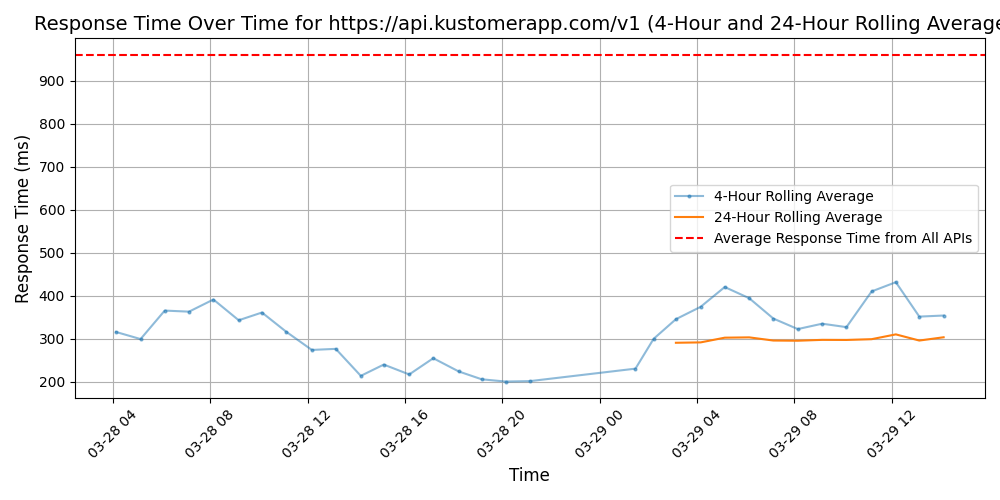 Response Time Over Time for https://api.kustomerapp.com/v1 (4-Hour and 24-Hour Rolling Average
Response Time (ms)
900
800
700
600
500
400
300
200
4-Hour Rolling Average
24-Hour Rolling Average
Average Response Time from All APIs
03-28 04
03-28 08
03-28 12
03-28 16
03-28 20
03-29 00
03-29 04
03-29 08
03-29 12
Time